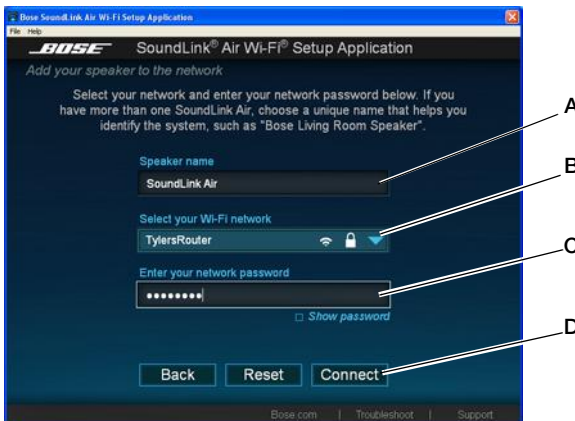 Bose SoundLink Air Wi-Fi Setup Application
File Help
BOSE SoundLink® Air Wi-Fi® Setup Application
Add your speaker to the network
Select your network and enter your network password below. If you
have more than one SoundLink Air, choose a unique name that helps you
identify the system, such as "Bose Living Room Speaker".
A
Speaker name
SoundLink Air
B
Select your Wi-Fi network
TylersRouter
C
Enter your network password
••••••••
Show password
D
Back Reset Connect
Bose.com | Troubleshoot | Support